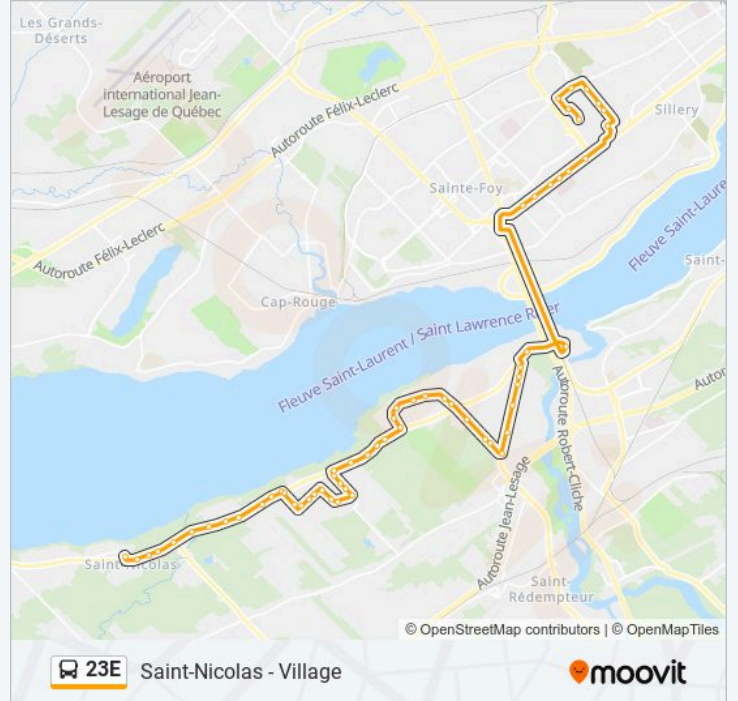 Les Grands-
Déserts
Aéroport
international Jean-
Lesage de Québec
Autoroute Félix-Leclerc
Sillery
Sainte-Foy
Autoroute Félix-Leclerc
Fleuve Saint-Laure
Saint-
Cap-Rouge
Fleuve Saint-Laurent / Saint Lawrence River
Autoroute Robert-Cliche
Autor
Autoroute Jean-Lesage
Saint-Nicolas
Saint-
Rédempteur
© OpenStreetMap contributors | © OpenMapTiles
23E Saint-Nicolas - Village
moovit